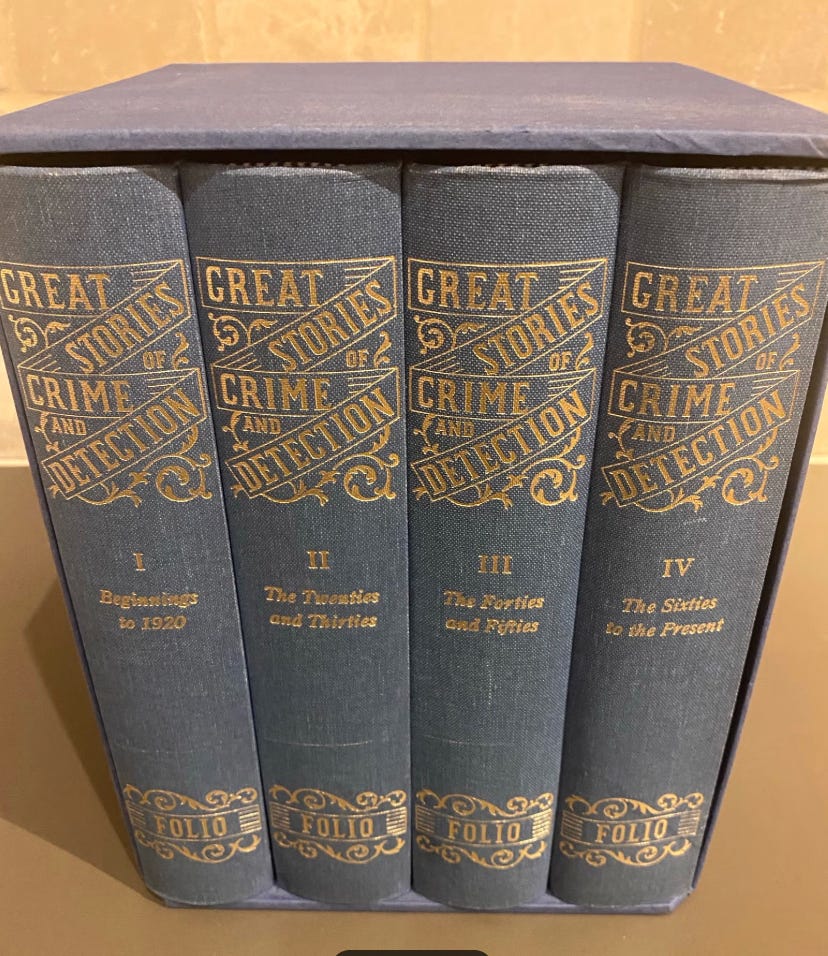 GREAT
STORIES
OF
CRIME
AND
DETECTION
I
Beginnings
to 1920
FOLIO
GREAT
STORIES
OF
CRIME
AND
DETECTION
II
The Twenties
and Thirties
FOLIO
GREAT
STORIES
OF
CRIME
AND
DETECTION
III
The Forties
and Fifties
FOLIO
GREAT
STORIES
OF
CRIME
AND
DETECTION
IV
The Sixties
to the Present
FOLIO